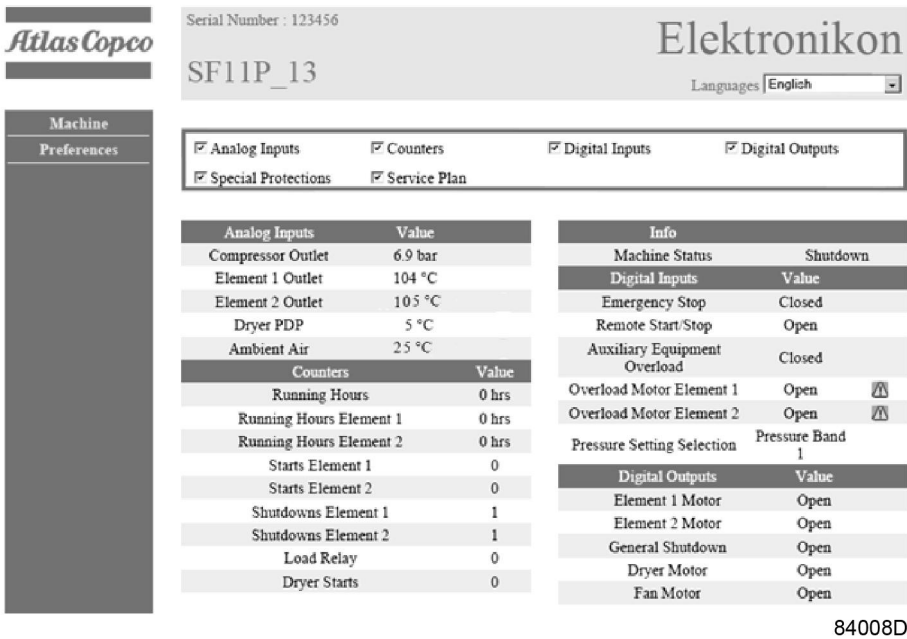 Atlas Copco
Serial Number : 123456
SF11P_13
Elektronikon
Languages English
Machine
Preferences
Analog Inputs Counters Digital Inputs Digital Outputs
Special Protections Service Plan
Analog Inputs Value
Compressor Outlet 6.9 bar
Element 1 Outlet 104 °C
Element 2 Outlet 105 °C
Dryer PDP 5 °C
Ambient Air 25 °C
Counters Value
Running Hours 0 hrs
Running Hours Element 1 0 hrs
Running Hours Element 2 0 hrs
Starts Element 1 0
Starts Element 2 0
Shutdowns Element 1 1
Shutdowns Element 2 1
Load Relay 0
Dryer Starts 0
Info
Machine Status Shutdown
Digital Inputs Value
Emergency Stop Closed
Remote Start/Stop Open
Auxiliary Equipment
Overload Closed
Overload Motor Element 1 Open
Overload Motor Element 2 Open
Pressure Setting Selection Pressure Band
1
Digital Outputs Value
Element 1 Motor Open
Element 2 Motor Open
General Shutdown Open
Dryer Motor Open
Fan Motor Open
84008D